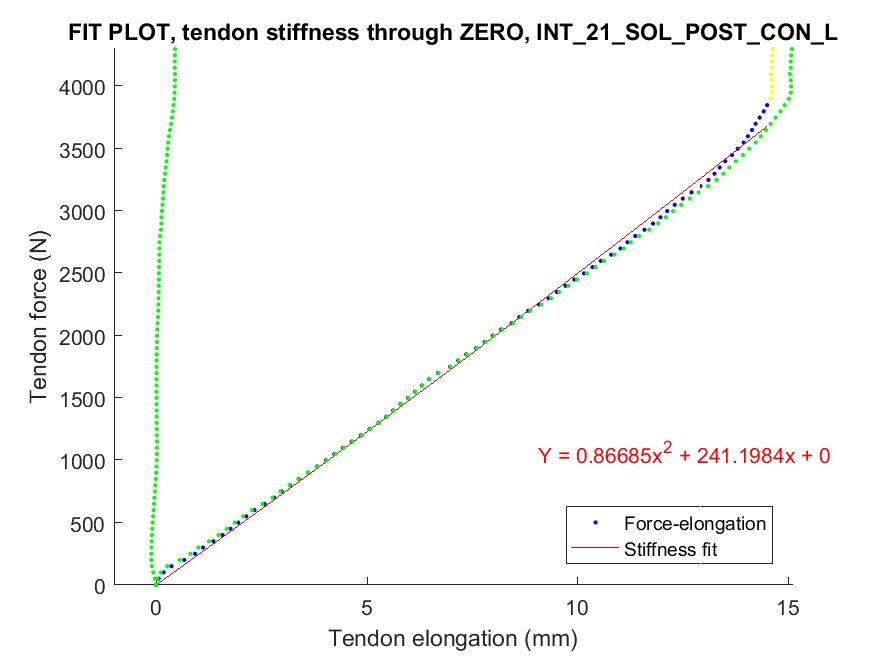 FIT PLOT, tendon stiffness through ZERO, INT_21_SOL_POST_CON_L
Tendon force (N)
4000
3500
3000
2500
2000
1500
1000
500
0
Y = 0.86685x² + 241.1984x + 0
Force-elongation
Stiffness fit
0 5 10 15
Tendon elongation (mm)